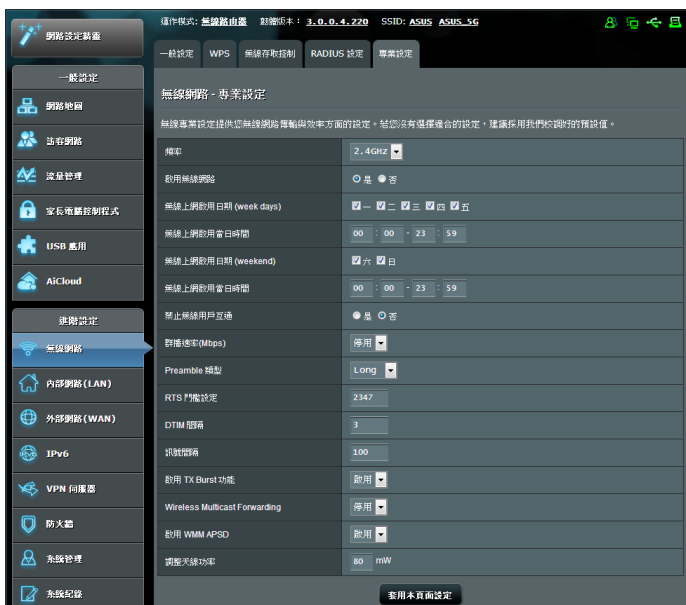 運作模式: 無線路由器 韌體版本: 3.0.0.4.220 SSID: ASUS ASUS_5G
網路設定精靈
一般設定 WPS 無線存取控制 RADIUS 設定 專業設定
一般設定
網路地圖
訪客網路
流量管理
家長電腦控制程式
USB 應用
AiCloud
進階設定
無線網路
內部網路(LAN)
外部網路(WAN)
IPv6
VPN 伺服器
防火牆
系統管理
系統紀錄
無線網路 - 專業設定
無線專業設定提供您無線網路傳輸與效率方面的設定。若您沒有選擇適合的設定，建議採用我們校調好的預設值。
頻率 2.4GHz
啟用無線網路 是 否
無線上網啟用日期 (week days) 一 二 三 四 五
無線上網啟用當日時間 00 : 00 - 23 : 59
無線上網啟用日期 (weekend) 六 日
無線上網啟用當日時間 00 : 00 - 23 : 59
禁止無線用戶互通 是 否
群播速率(Mbps) 停用
Preamble 類型 Long
RTS 門檻設定 2347
DTIM 間隔 3
訊號間隔 100
啟用 TX Burst 功能 啟用
Wireless Multicast Forwarding 停用
啟用 WMM APSD 啟用
調整天線功率 80 mW
套用本頁面設定